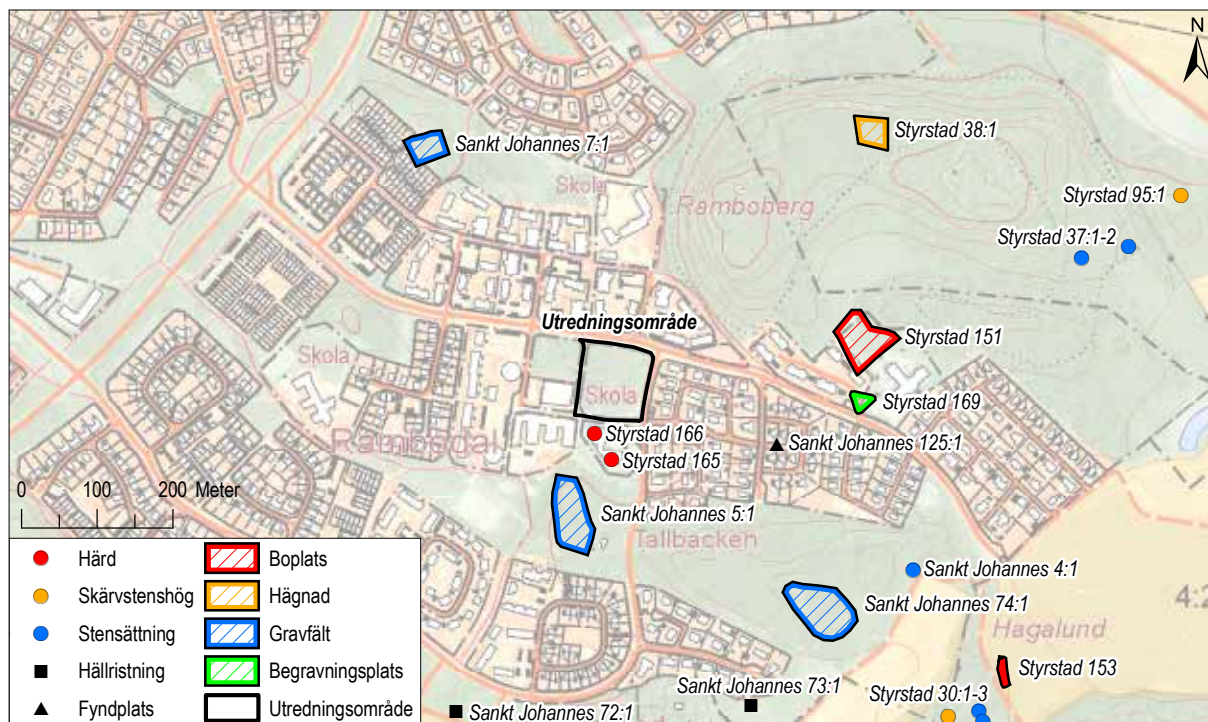 N
Sankt Johannes 7:1
Styrstad 38:1
Skola
Styrstad 95:1
Ramboberg
Styrstad 37:1-2
Utredningsområde
Styrstad 151
Skola
Skola
Styrstad 169
Styrstad 166
Sankt Johannes 125:1
Styrstad 165
0 100 200 Meter
Sankt Johannes 5:1
Tallbacken
Sankt Johannes 4:1
Sankt Johannes 74:1
4:2
Hagalund
Styrstad 153
Sankt Johannes 73:1
Styrstad 30:1-3
Sankt Johannes 72:1
Härd
Skärvstenshög
Stensättning
Hällristning
Fyndplats
Boplats
Hägnad
Gravfält
Begravningsplats
Utredningsområde